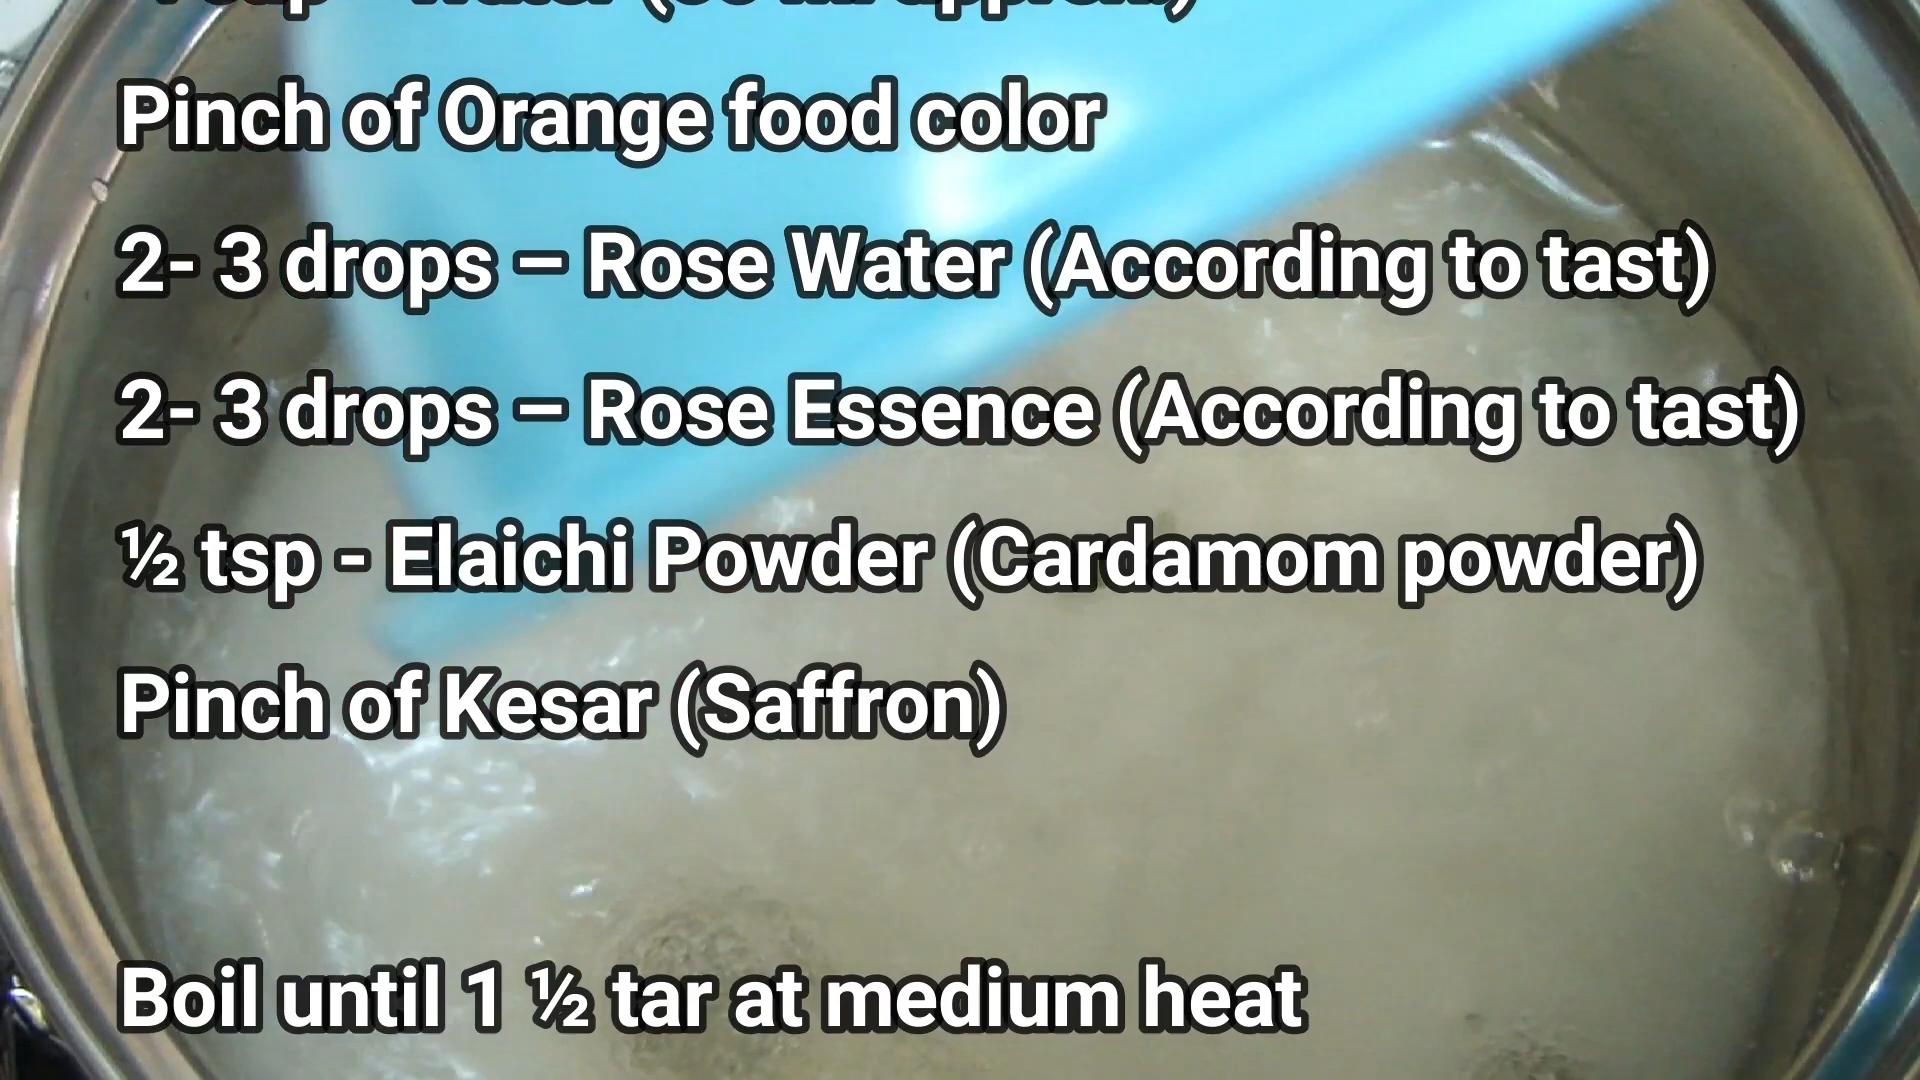 Pinch of Orange food color
2- 3 drops – Rose Water (According to tast)
2- 3 drops – Rose Essence (According to tast)
½ tsp - Elaichi Powder (Cardamom powder)
Pinch of Kesar (Saffron)
Boil until 1 ½ tar at medium heat